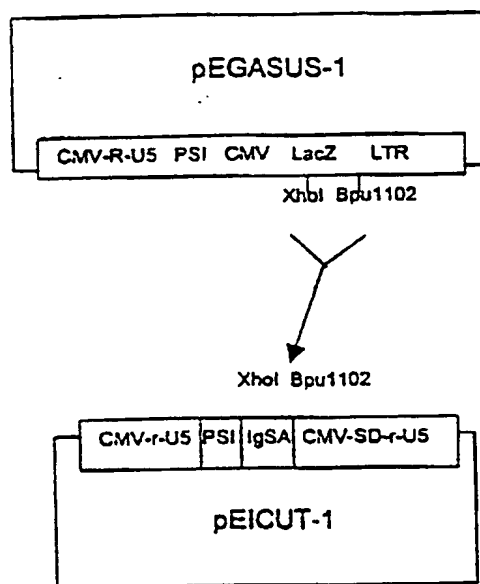 pEGASUS-1
CMV-R-U5 PSI CMV LacZ LTR
XhoI Bpu1102
XhoI Bpu1102
CMV-r-U5 PSI IgSA CMV-SD-r-U5
pEICUT-1